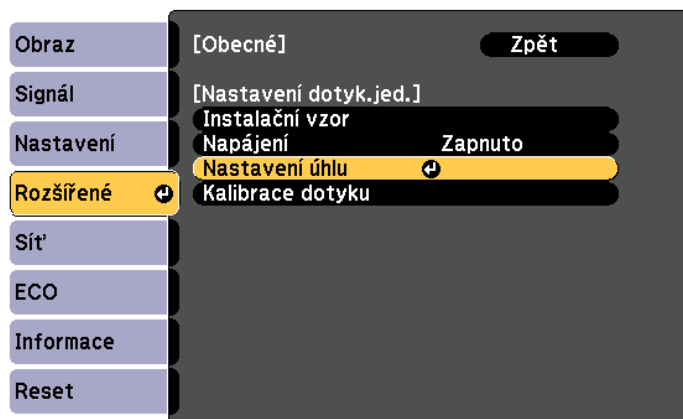 Obraz
Signál
Nastavení
Rozšířené
Síť
ECO
Informace
Reset
[Obecné] Zpět
[Nastavení dotyk.jed.]
Instalační vzor
Napájení Zapnuto
Nastavení úhlu
Kalibrace dotyku